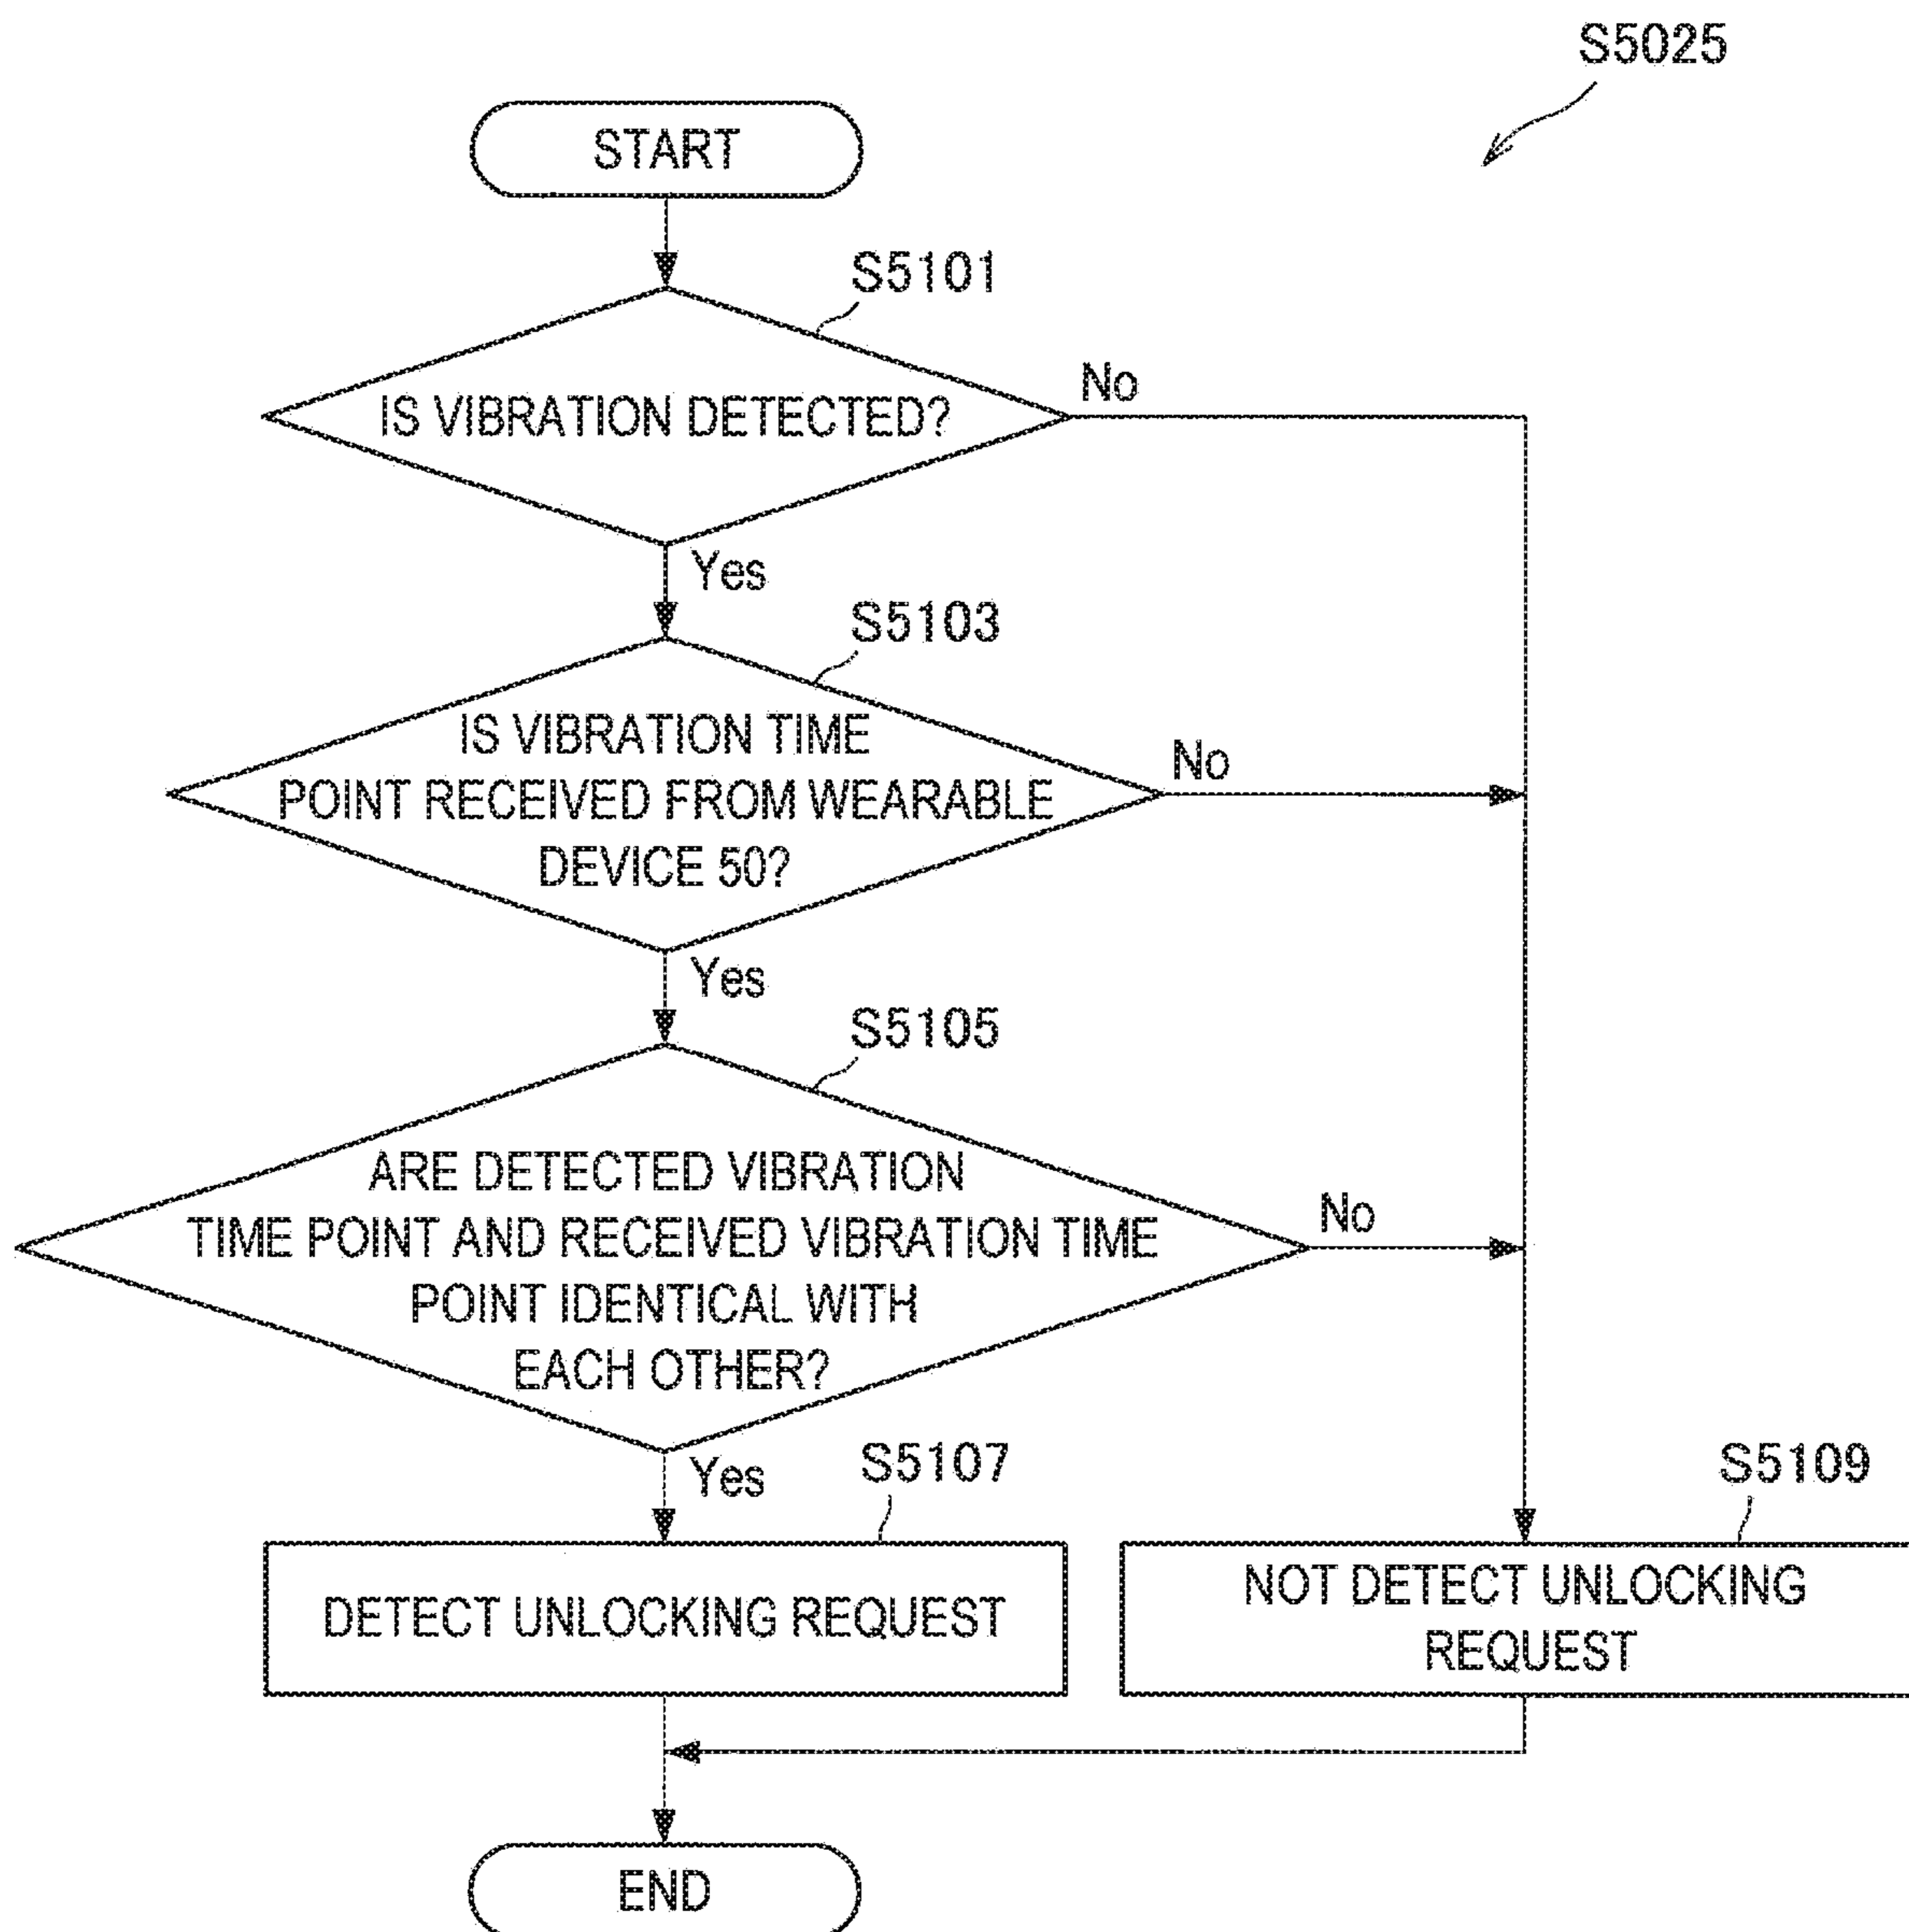 S5025
START
S5101
IS VIBRATION DETECTED?
No
Yes
S5103
IS VIBRATION TIME
POINT RECEIVED FROM WEARABLE
DEVICE 50?
No
Yes
S5105
ARE DETECTED VIBRATION
TIME POINT AND RECEIVED VIBRATION TIME
POINT IDENTICAL WITH
EACH OTHER?
No
Yes
S5107
DETECT UNLOCKING REQUEST
S5109
NOT DETECT UNLOCKING
REQUEST
END